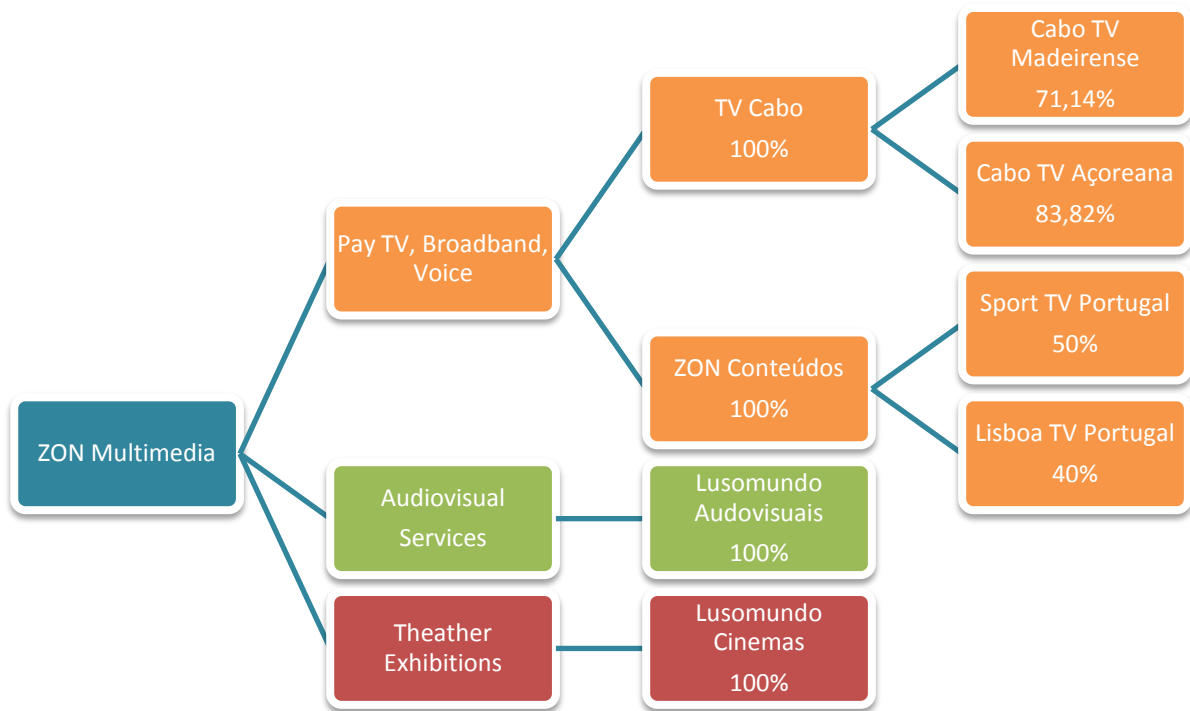 ZON Multimedia
Pay TV, Broadband,
Voice
TV Cabo
100%
Cabo TV
Madeirense
71,14%
Cabo TV Açoreana
83,82%
ZON Conteúdos
100%
Sport TV Portugal
50%
Lisboa TV Portugal
40%
Audiovisual
Services
Lusomundo
Audovisuais
100%
Theather
Exhibitions
Lusomundo
Cinemas
100%